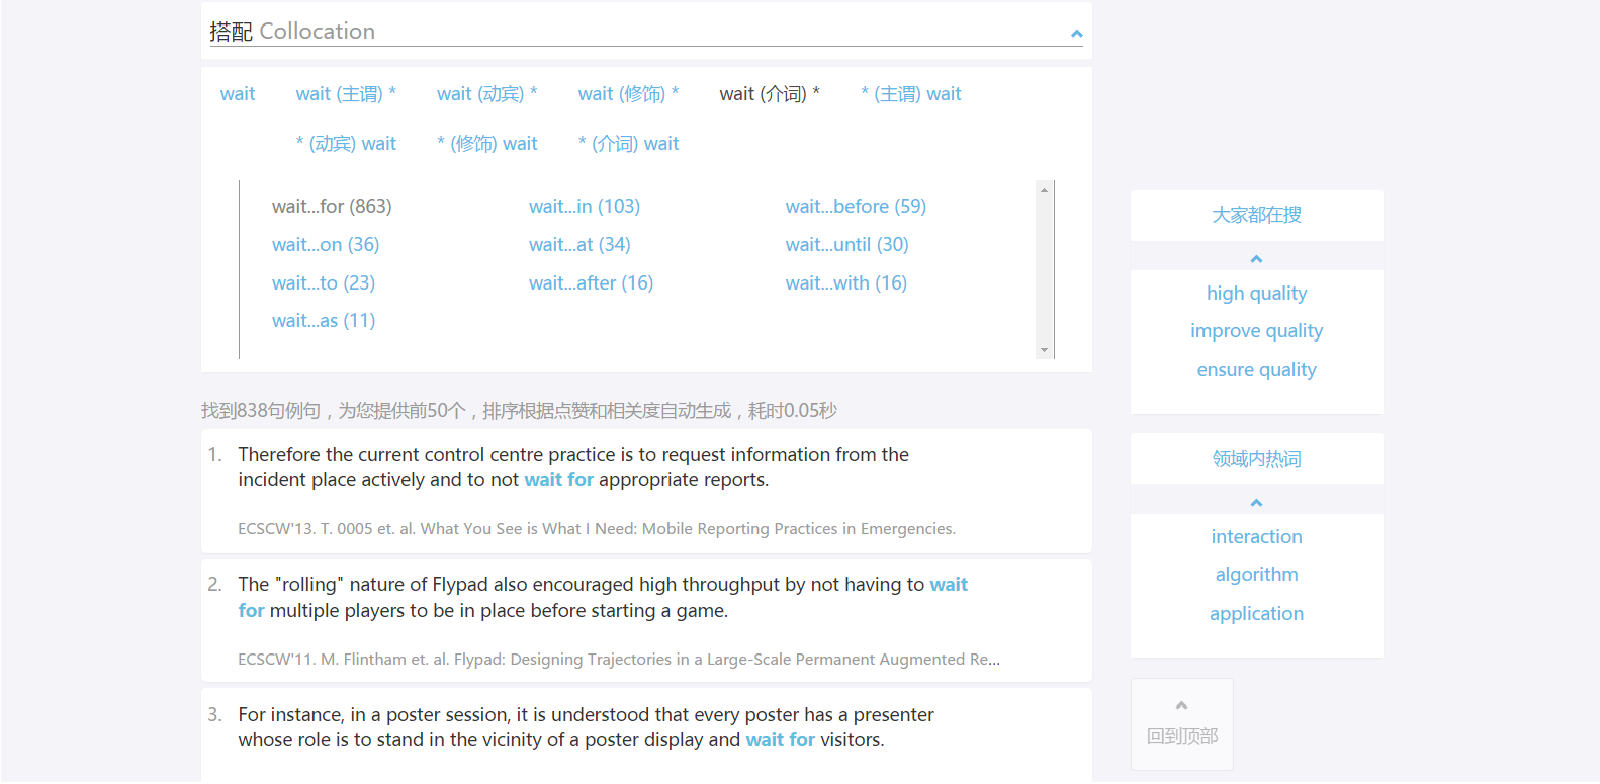 搭配 Collocation
wait wait (主谓) * wait (动宾) * wait (修饰) * wait (介词) * * (主谓) wait
* (动宾) wait * (修饰) wait * (介词) wait
wait...for (863) wait...in (103) wait...before (59)
wait...on (36) wait...at (34) wait...until (30)
wait...to (23) wait...after (16) wait...with (16)
wait...as (11)
找到838句例句，为您提供前50个，排序根据点赞和相关度自动生成，耗时0.05秒
1. Therefore the current control centre practice is to request information from the
incident place actively and to not wait for appropriate reports.
ECSCW'13. T. 0005 et. al. What You See is What I Need: Mobile Reporting Practices in Emergencies.
2. The "rolling" nature of Flypad also encouraged high throughput by not having to wait
for multiple players to be in place before starting a game.
ECSCW'11. M. Flintham et. al. Flypad: Designing Trajectories in a Large-Scale Permanent Augmented Re...
3. For instance, in a poster session, it is understood that every poster has a presenter
whose role is to stand in the vicinity of a poster display and wait for visitors.
大家都在搜
high quality
improve quality
ensure quality
领域内热词
interaction
algorithm
application
回到顶部